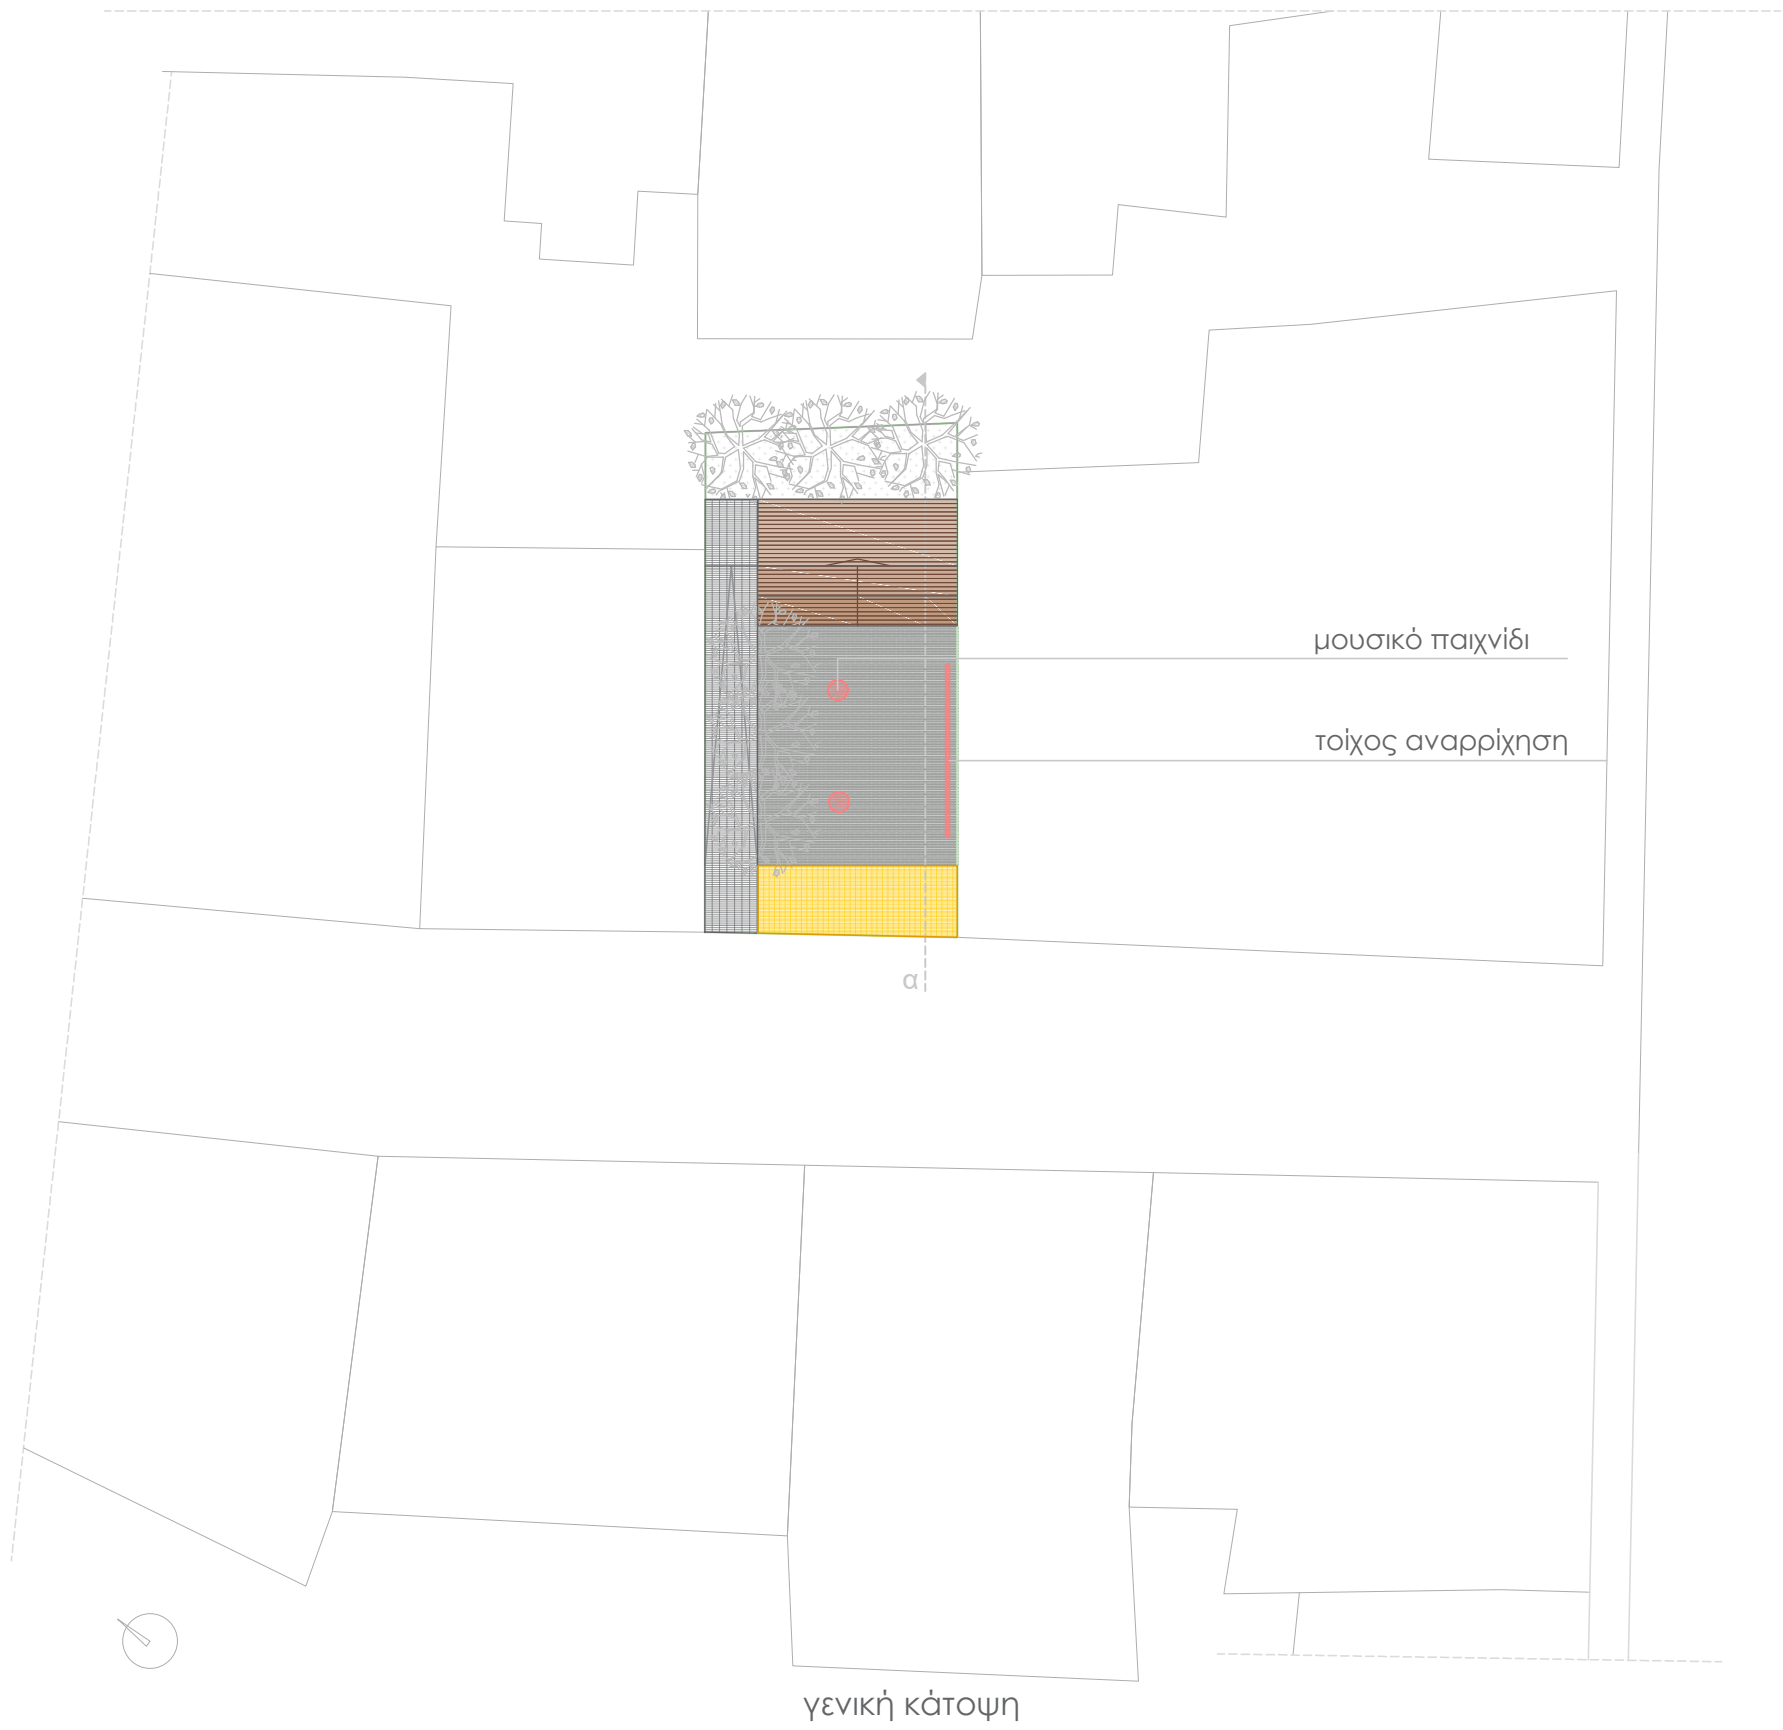 μουσικό παιχνίδι
τοίχος αναρρίχηση
α
γενική κάτοψη